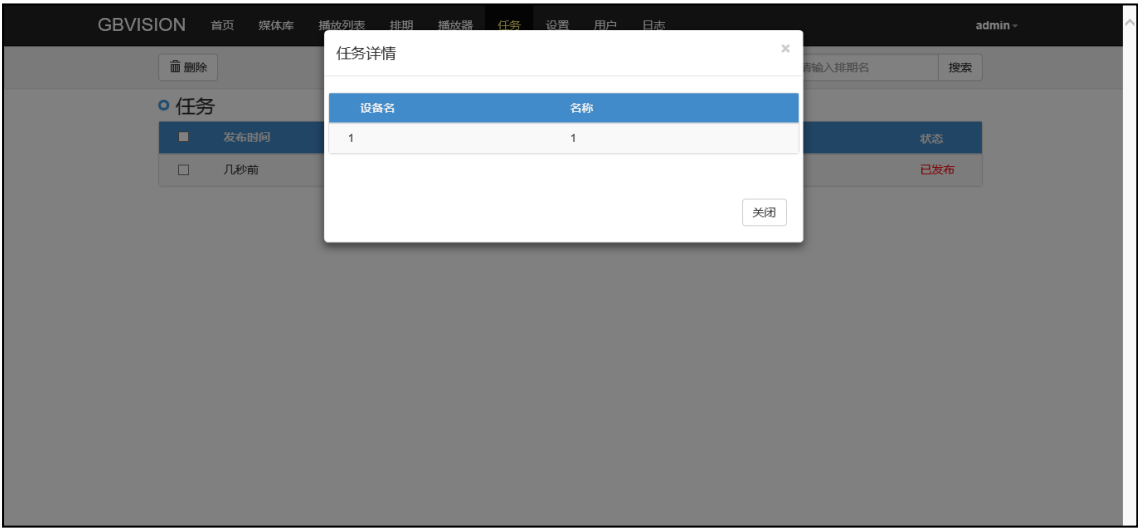 GBVISION 首页 媒体库 播放列表 排期 播放器 任务 设置 用户 日志 admin
删除 请输入排期名 搜索
任务详情 ×
任务
设备名 名称
发布时间 状态
1 1
几秒前 已发布
关闭